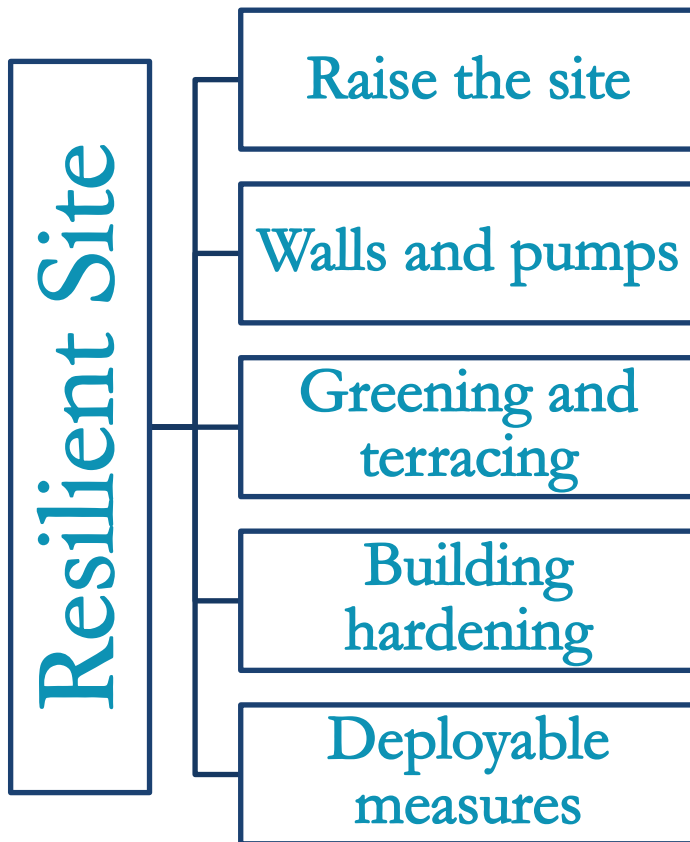 Resilient Site
Raise the site
Walls and pumps
Greening and
terracing
Building
hardening
Deployable
measures